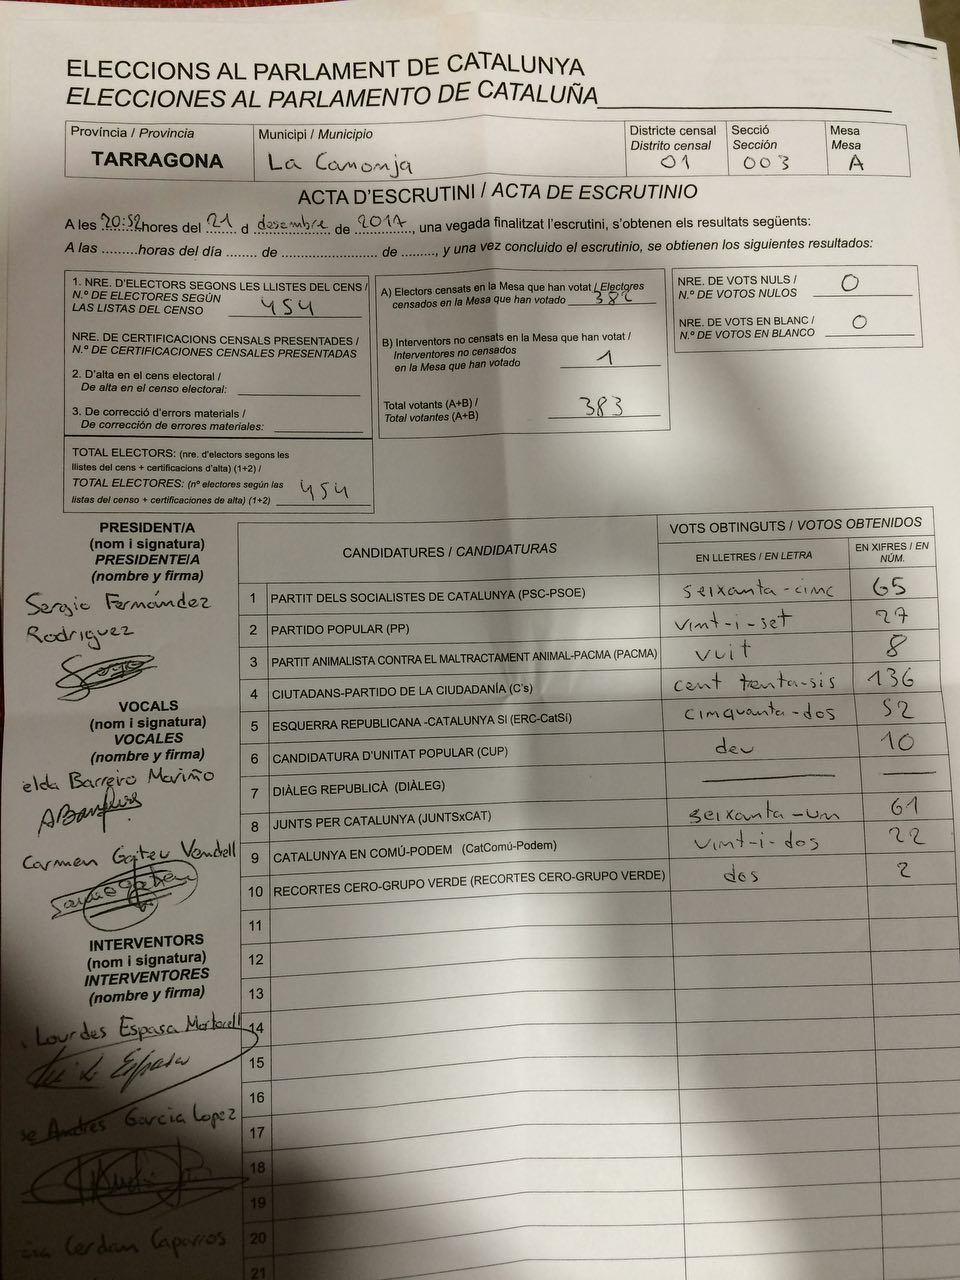 ELECCIONS AL PARLAMENT DE CATALUNYA
ELECCIONES AL PARLAMENTO DE CATALUÑA
Província / Provincia
TARRAGONA
Municipi / Municipio
La Canonja
Districte censal
Distrito censal
01
Secció
Sección
003
Mesa
Mesa
A
ACTA D'ESCRUTINI / ACTA DE ESCRUTINIO
A les 20:52 hores del 21 d desembre de 2017, una vegada finalitzat l'escrutini, s'obtenen els resultats següents:
A las .........horas del día ........ de ......................... de ........., y una vez concluido el escrutinio, se obtienen los siguientes resultados:
1. NRE. D'ELECTORS SEGONS LES LLISTES DEL CENS /
N.º DE ELECTORES SEGÚN
LAS LISTAS DEL CENSO 454
NRE. DE CERTIFICACIONS CENSALS PRESENTADES /
N.º DE CERTIFICACIONES CENSALES PRESENTADAS
2. D'alta en el cens electoral /
De alta en el censo electoral:
3. De correcció d'errors materials /
De corrección de errores materiales:
TOTAL ELECTORS: (nre. d'electors segons les
llistes del cens + certificacions d'alta) (1+2) /
TOTAL ELECTORES: (nº electores según las
listas del censo + certificaciones de alta) (1+2) 454
A) Electors censats en la Mesa que han votat / Electores
censados en la Mesa que han votado 382
B) Interventors no censats en la Mesa que han votat /
Interventores no censados
en la Mesa que han votado 1
Total votants (A+B) /
Total votantes (A+B) 383
NRE. DE VOTS NULS /
N.º DE VOTOS NULOS 0
NRE. DE VOTS EN BLANC /
N.º DE VOTOS EN BLANCO 0
PRESIDENT/A
(nom i signatura)
PRESIDENTE/A
(nombre y firma)
Sergio Fernández
Rodriguez
VOCALS
(nom i signatura)
VOCALES
(nombre y firma)
elda Barreiro Mariño
Carmen Vendell
INTERVENTORS
(nom i signatura)
INTERVENTORES
(nombre y firma)
Lourdes Espasa
Andrés Garcia Lopez
Cerdan Caparros
CANDIDATURES / CANDIDATURAS
VOTS OBTINGUTS / VOTOS OBTENIDOS
EN LLETRES / EN LETRA
EN XIFRES / EN
NÚM.
1 PARTIT DELS SOCIALISTES DE CATALUNYA (PSC-PSOE) seixanta-cinc 65
2 PARTIDO POPULAR (PP) vint-i-set 27
3 PARTIT ANIMALISTA CONTRA EL MALTRACTAMENT ANIMAL-PACMA (PACMA) vuit 8
4 CIUTADANS-PARTIDO DE LA CIUDADANÍA (C's) cent trenta-sis 136
5 ESQUERRA REPUBLICANA -CATALUNYA SÍ (ERC-CatSí) cinquanta-dos 52
6 CANDIDATURA D'UNITAT POPULAR (CUP) deu 10
7 DIÀLEG REPUBLICÀ (DIÀLEG)
8 JUNTS PER CATALUNYA (JUNTSxCAT) seixanta-un 61
9 CATALUNYA EN COMÚ-PODEM (CatComú-Podem) vint-i-dos 22
10 RECORTES CERO-GRUPO VERDE (RECORTES CERO-GRUPO VERDE) dos 2
11
12
13
14
15
16
17
18
19
20
21